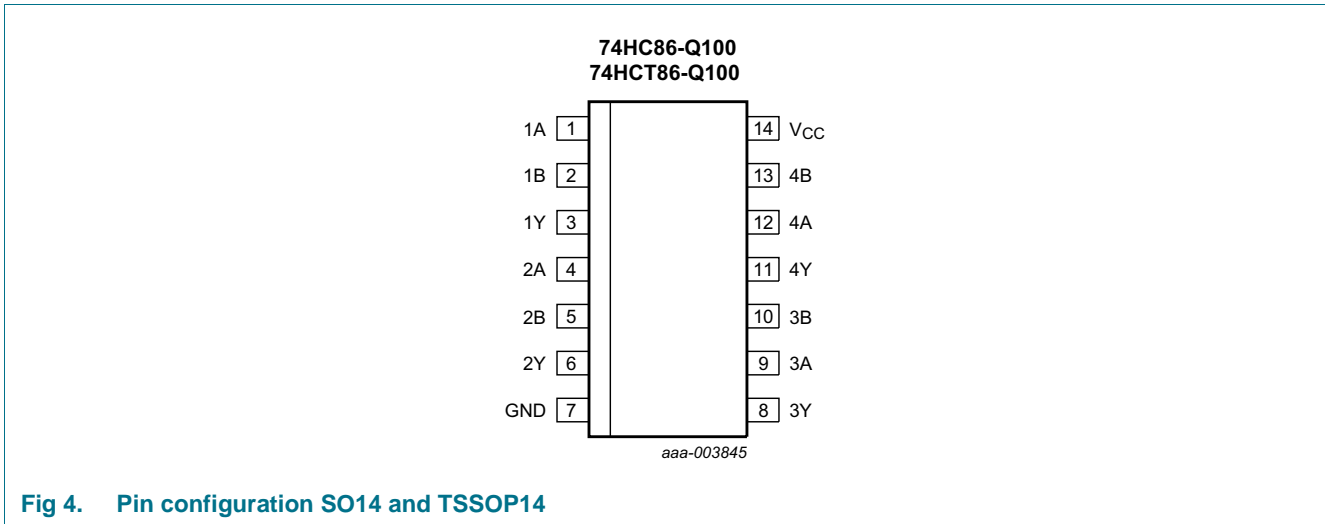 74HC86-Q100
74HCT86-Q100
1A 1 14 VCC
1B 2 13 4B
1Y 3 12 4A
2A 4 11 4Y
2B 5 10 3B
2Y 6 9 3A
GND 7 8 3Y
aaa-003845
Fig 4. Pin configuration SO14 and TSSOP14